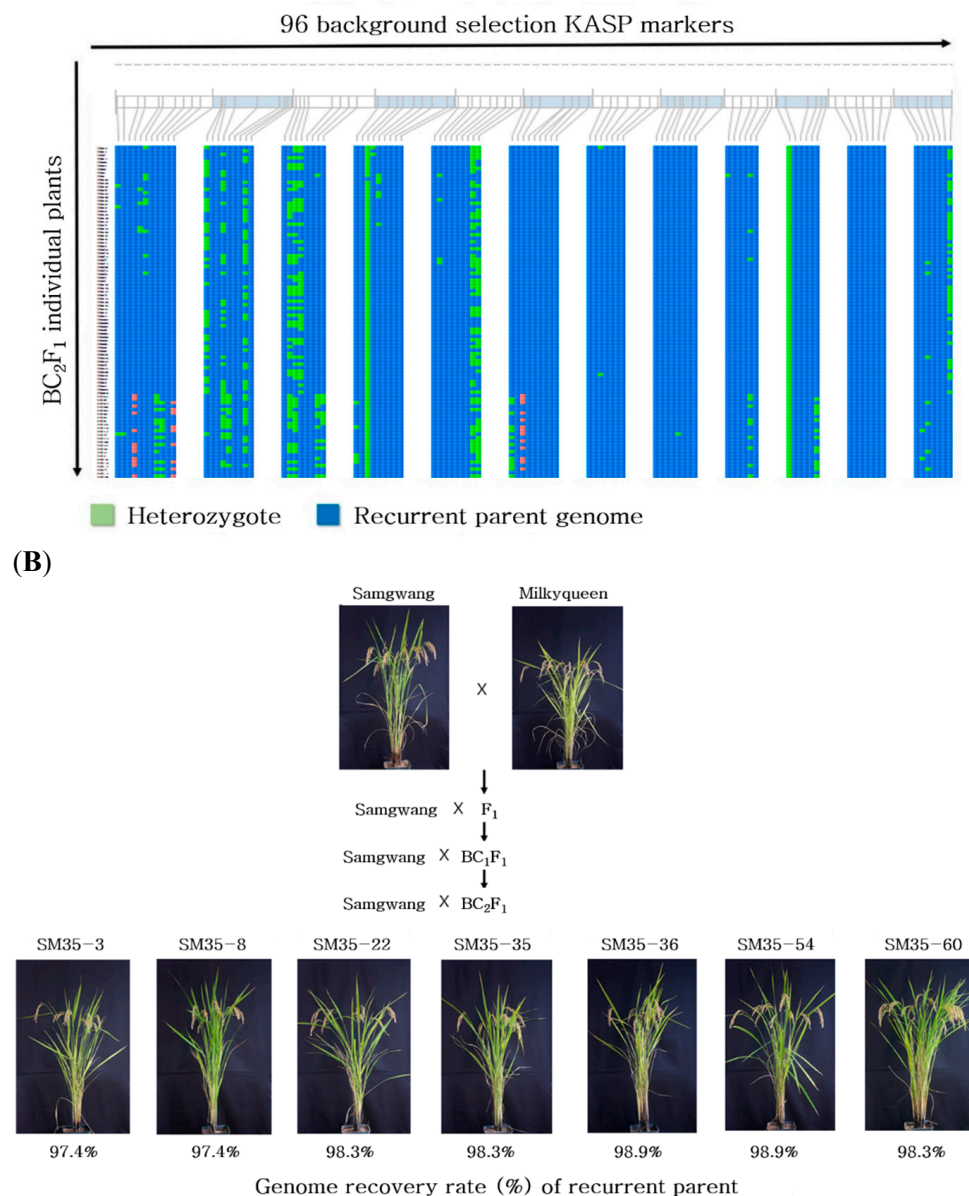 96 background selection KASP markers
BC₂F₁ individual plants
Heterozygote
Recurrent parent genome
(B)
Samgwang
Milkyqueen
X
Samgwang X F₁
Samgwang X BC₁F₁
Samgwang X BC₂F₁
SM35-3 SM35-8 SM35-22 SM35-35 SM35-36 SM35-54 SM35-60
97.4% 97.4% 98.3% 98.3% 98.9% 98.9% 98.3%
Genome recovery rate (%) of recurrent parent